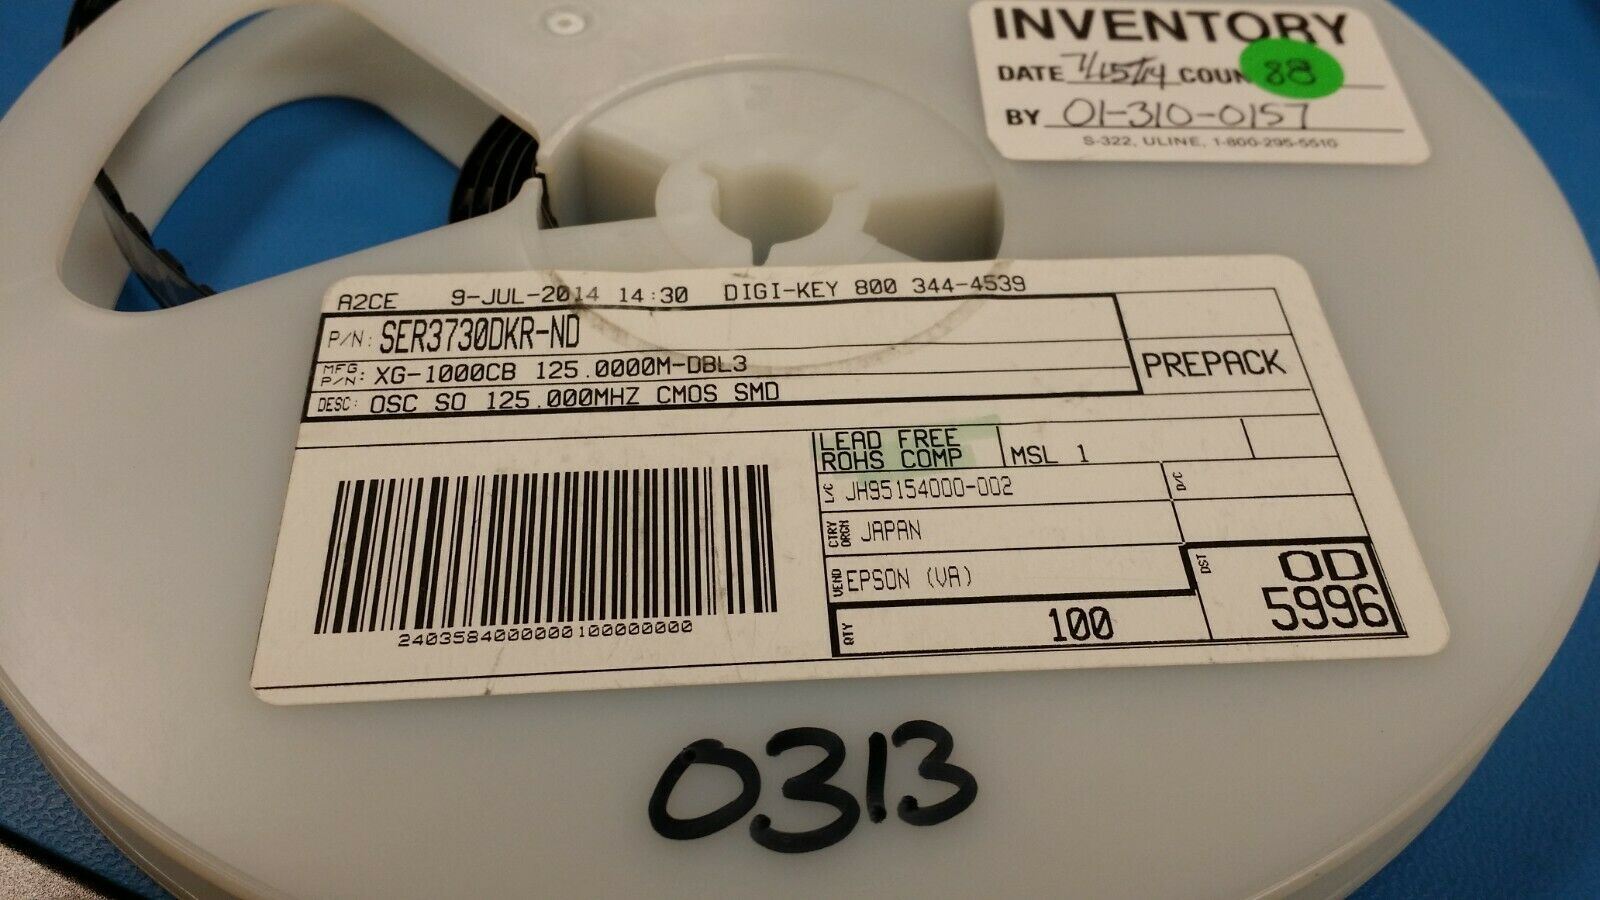 INVENTORY
DATE 7/15/14 COUN 88
BY 01-310-0157
S-322, ULINE, 1-800-295-5510
A2CE 9-JUL-2014 14:30 DIGI-KEY 800 344-4539
P/N: SER3730DKR-ND
MFG P/N: XG-1000CB 125.0000M-DBL3
PREPACK
DESC: OSC SO 125.000MHZ CMOS SMD
LEAD FREE
ROHS COMP
MSL 1
L/C JH95154000-002
D/C
CTRY ORGN JAPAN
VEND EPSON (VA)
DST OD
5996
QTY 100
2403584000000100000000
0313